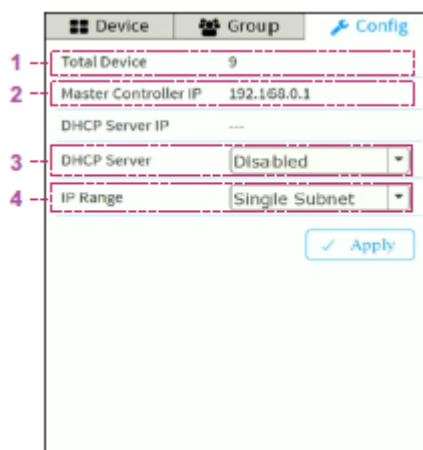 Device Group Config
1 Total Device 9
2 Master Controller IP 192.168.0.1
DHCP Server IP ---
3 DHCP Server Disabled
4 IP Range Single Subnet
✓ Apply